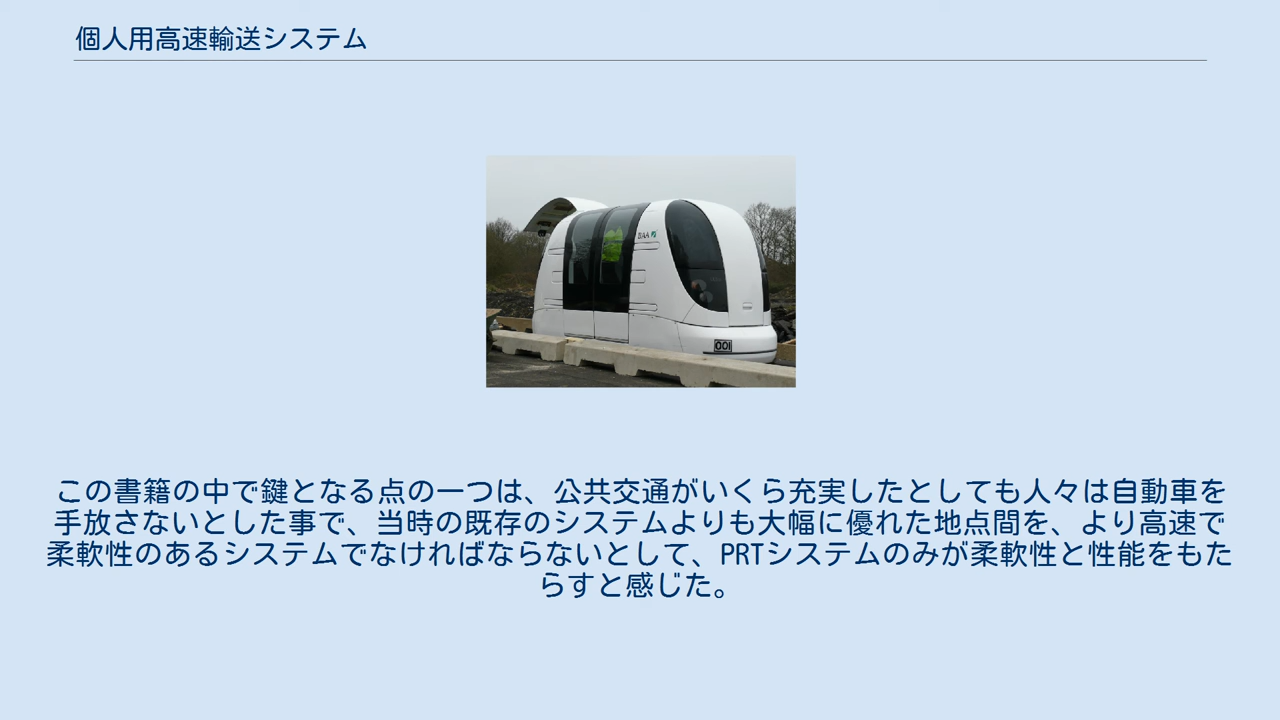 個人用高速輸送システム
BAA
001
この書籍の中で鍵となる点の一つは、公共交通がいくら充実したとしても人々は自動車を
手放さないとした事で、当時の既存のシステムよりも大幅に優れた地点間を、より高速で
柔軟性のあるシステムでなければならないとして、PRTシステムのみが柔軟性と性能をもた
らすと感じた。